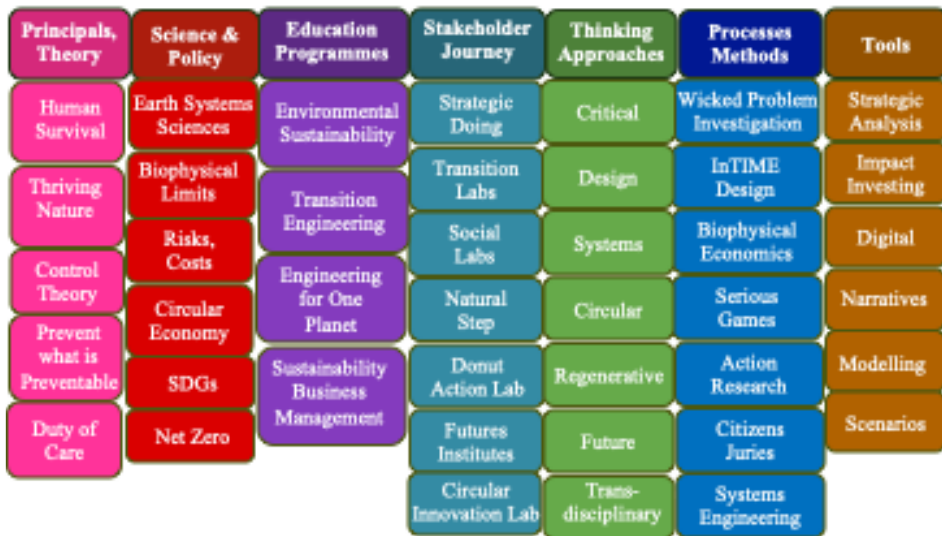 Principals,
Theory
Human
Survival
Thriving
Nature
Control
Theory
Prevent
what is
Preventable
Duty of
Care
Science &
Policy
Earth Systems
Sciences
Biophysical
Limits
Risks,
Costs
Circular
Economy
SDGs
Net Zero
Education
Programmes
Environmental
Sustainability
Transition
Engineering
Engineering
for One
Planet
Sustainability
Business
Management
Stakeholder
Journey
Strategic
Doing
Transition
Labs
Social
Labs
Natural
Step
Donut
Action Lab
Futures
Institutes
Circular
Innovation Lab
Thinking
Approaches
Critical
Design
Systems
Circular
Regenerative
Future
Trans-
disciplinary
Processes
Methods
Wicked Problem
Investigation
InTIME
Design
Biophysical
Economics
Serious
Games
Action
Research
Citizens
Juries
Systems
Engineering
Tools
Strategic
Analysis
Impact
Investing
Digital
Narratives
Modelling
Scenarios